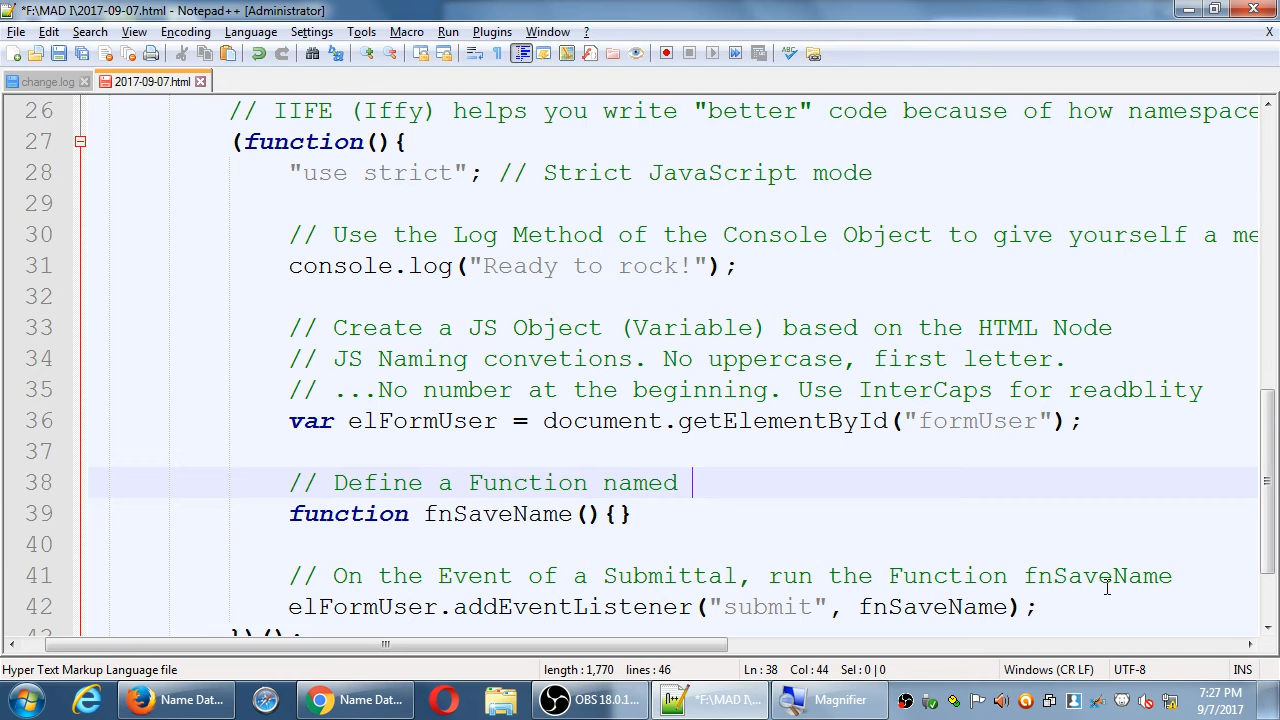 *F:\MAD I\2017-09-07.html - Notepad++ [Administrator]
File Edit Search View Encoding Language Settings Tools Macro Run Plugins Window ? X
change.log 2017-09-07.html
26 // IIFE (Iffy) helps you write "better" code because of how namespace
27 (function(){
28 "use strict"; // Strict JavaScript mode
29
30 // Use the Log Method of the Console Object to give yourself a me
31 console.log("Ready to rock!");
32
33 // Create a JS Object (Variable) based on the HTML Node
34 // JS Naming convetions. No uppercase, first letter.
35 // ...No number at the beginning. Use InterCaps for readblity
36 var elFormUser = document.getElementById("formUser");
37
38 // Define a Function named
39 function fnSaveName(){}
40
41 // On the Event of a Submittal, run the Function fnSaveName
42 elFormUser.addEventListener("submit", fnSaveName);
43 })();
Hyper Text Markup Language file length : 1,770 lines : 46 Ln : 38 Col : 44 Sel : 0 | 0 Windows (CR LF) UTF-8 INS
Name Dat... Name Dat... OBS 18.0.1... *F:\MAD I\... Magnifier 7:27 PM
9/7/2017